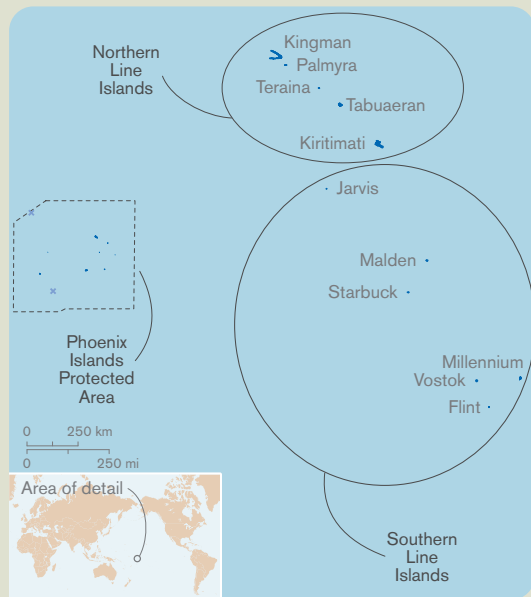 Northern
Line
Islands
Kingman
Palmyra
Teraina
Tabuaeran
Kiritimati
Jarvis
Malden
Starbuck
Millennium
Vostok
Flint
Phoenix
Islands
Protected
Area
0 250 km
0 250 mi
Area of detail
Southern
Line
Islands